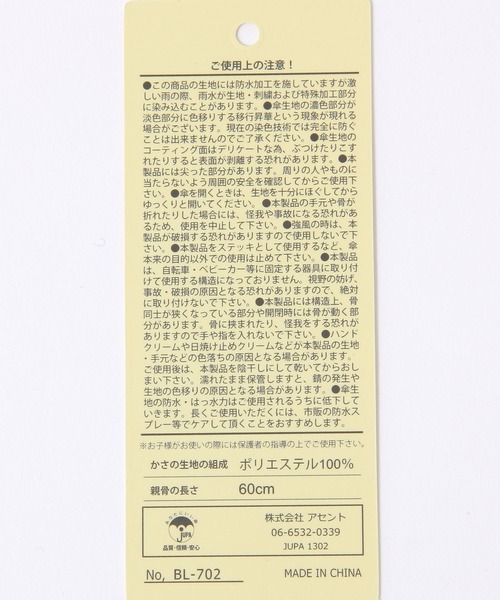 ご使用上の注意！
●この商品の生地には防水加工を施していますが激
しい雨の際、雨水が生地・刺繍および特殊加工部分
に染み込むことがあります。●傘生地の濃色部分が
淡色部分に色移りする移行昇華という現象が現れる
場合がございます。現在の染色技術では完全に防ぐ
ことは出来ませんのでご了承ください。●傘生地の
コーティング面はデリケートな為、ぶつけたりこす
れたりすると表面が剥離する恐れがあります。●本
製品には尖った部分があります。周りの人やものに
当たらないよう周囲の安全を確認してからご使用下
さい。●傘を開くときは、生地を十分にほぐしてから
ゆっくりと開いてください。●本製品の手元や骨が
折れたりした場合には、怪我や事故になる恐れがあ
るため、使用を中止して下さい。●強風の時は、本
製品が破損する恐れがありますので使用しないで下
さい。●本製品をステッキとして使用するなど、傘
本来の目的以外での使用は止めて下さい。●本製品
は、自転車・ベビーカー等に固定する器具に取り付
けて使用する構造になっておりません。視野の妨げ、
事故・破損の原因となる恐れがありますので、絶対
に取り付けないで下さい。●本製品には構造上、骨
同士が狭くなっている部分や開閉時には骨が動く部
分があります。骨に挟まれたり、怪我をする恐れが
ありますので手や指を入れないで下さい。●ハンド
クリームや日焼け止めクリームなどが本製品の生地
・手元などの色落ちの原因となる場合があります。
ご使用後は、本製品を陰干しにして乾いてからおし
まい下さい。濡れたまま保管しますと、錆の発生や
生地の色移りの原因となる場合があります。●傘生
地の防水・はっ水力はご使用されるうちに低下して
いきます。長くご使用いただくには、市販の防水ス
プレー等でケアして頂くことをおすすめします。
※お子様がお使いの際には保護者の指導の上でご使用下さい。
かさの生地の組成 ポリエステル100%
親骨の長さ 60cm
JUPA
品質・信頼・安心
株式会社 アセント
06-6532-0339
JUPA 1302
No, BL-702 MADE IN CHINA